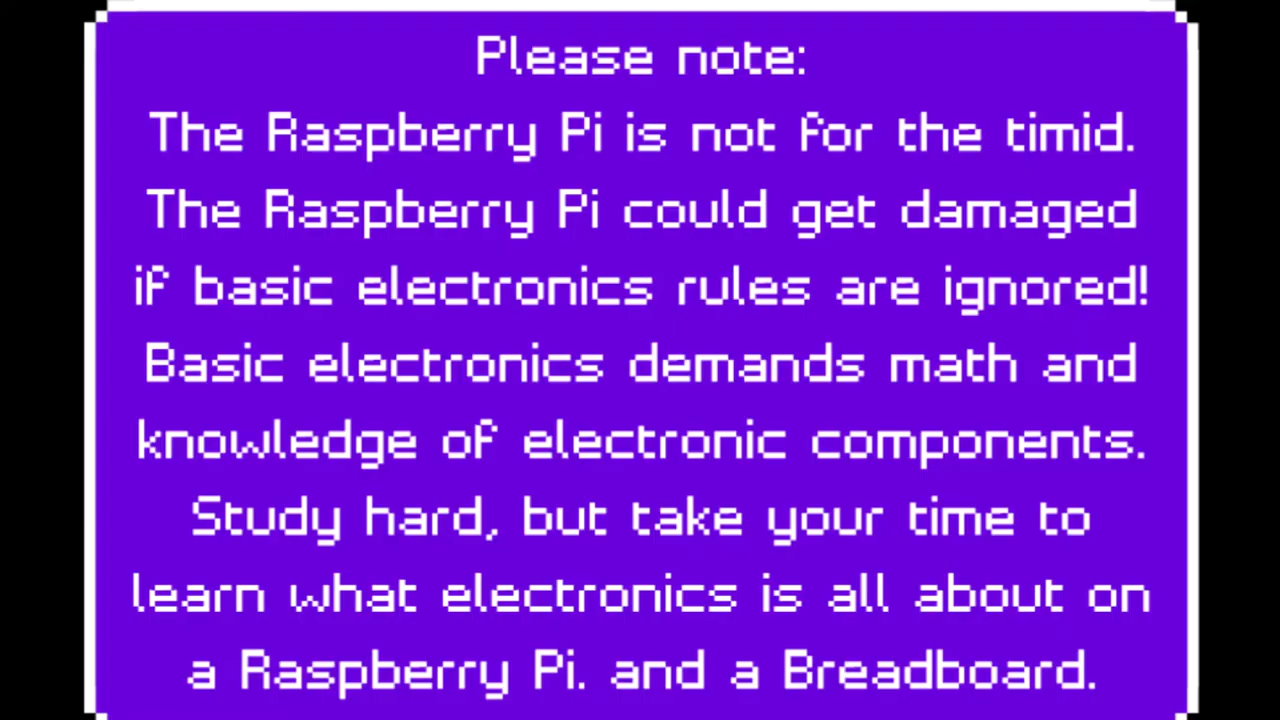 Please note:
The Raspberry Pi is not for the timid.
The Raspberry Pi could get damaged
if basic electronics rules are ignored!
Basic electronics demands math and
knowledge of electronic components.
Study hard, but take your time to
learn what electronics is all about on
a Raspberry Pi. and a Breadboard.